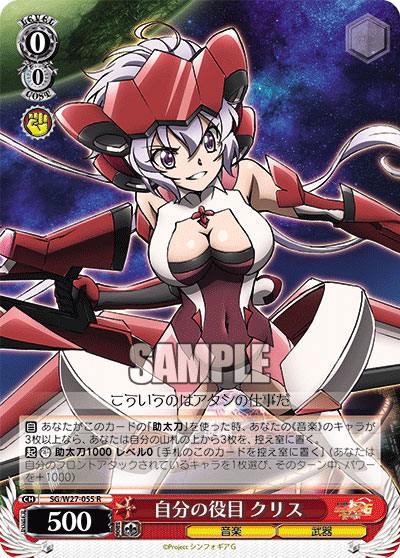 LEVEL
0
0
COST
SAMPLE
こういうのはアタシの仕事だ
自 あなたがこのカードの「助太刀」を使った時、あなたの《音楽》のキャラが
3枚以上なら、あなたは自分の山札の上から3枚を、控え室に置く。
起 助太刀1000 レベル0 [手札のこのカードを控え室に置く] (あなたは
自分のフロントアタックされているキャラを1枚選び、そのターン中、パワー
を+1000)
CH SG/W27-055 R
POWER 500 自分の役目 クリス
音楽 武器
©Project シンフォギアG